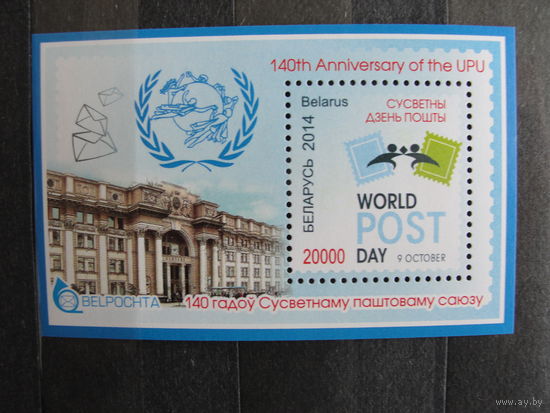 140th Anniversary of the UPU
Belarus
БЕЛАРУСЬ 2014
СУСВЕТНЫ
ДЗЕНЬ ПОШТЫ
WORLD
POST
DAY
9 OCTOBER
20000
BELPOCHTA
140 гадоў Сусветнаму паштоваму саюзу
www.ay.by